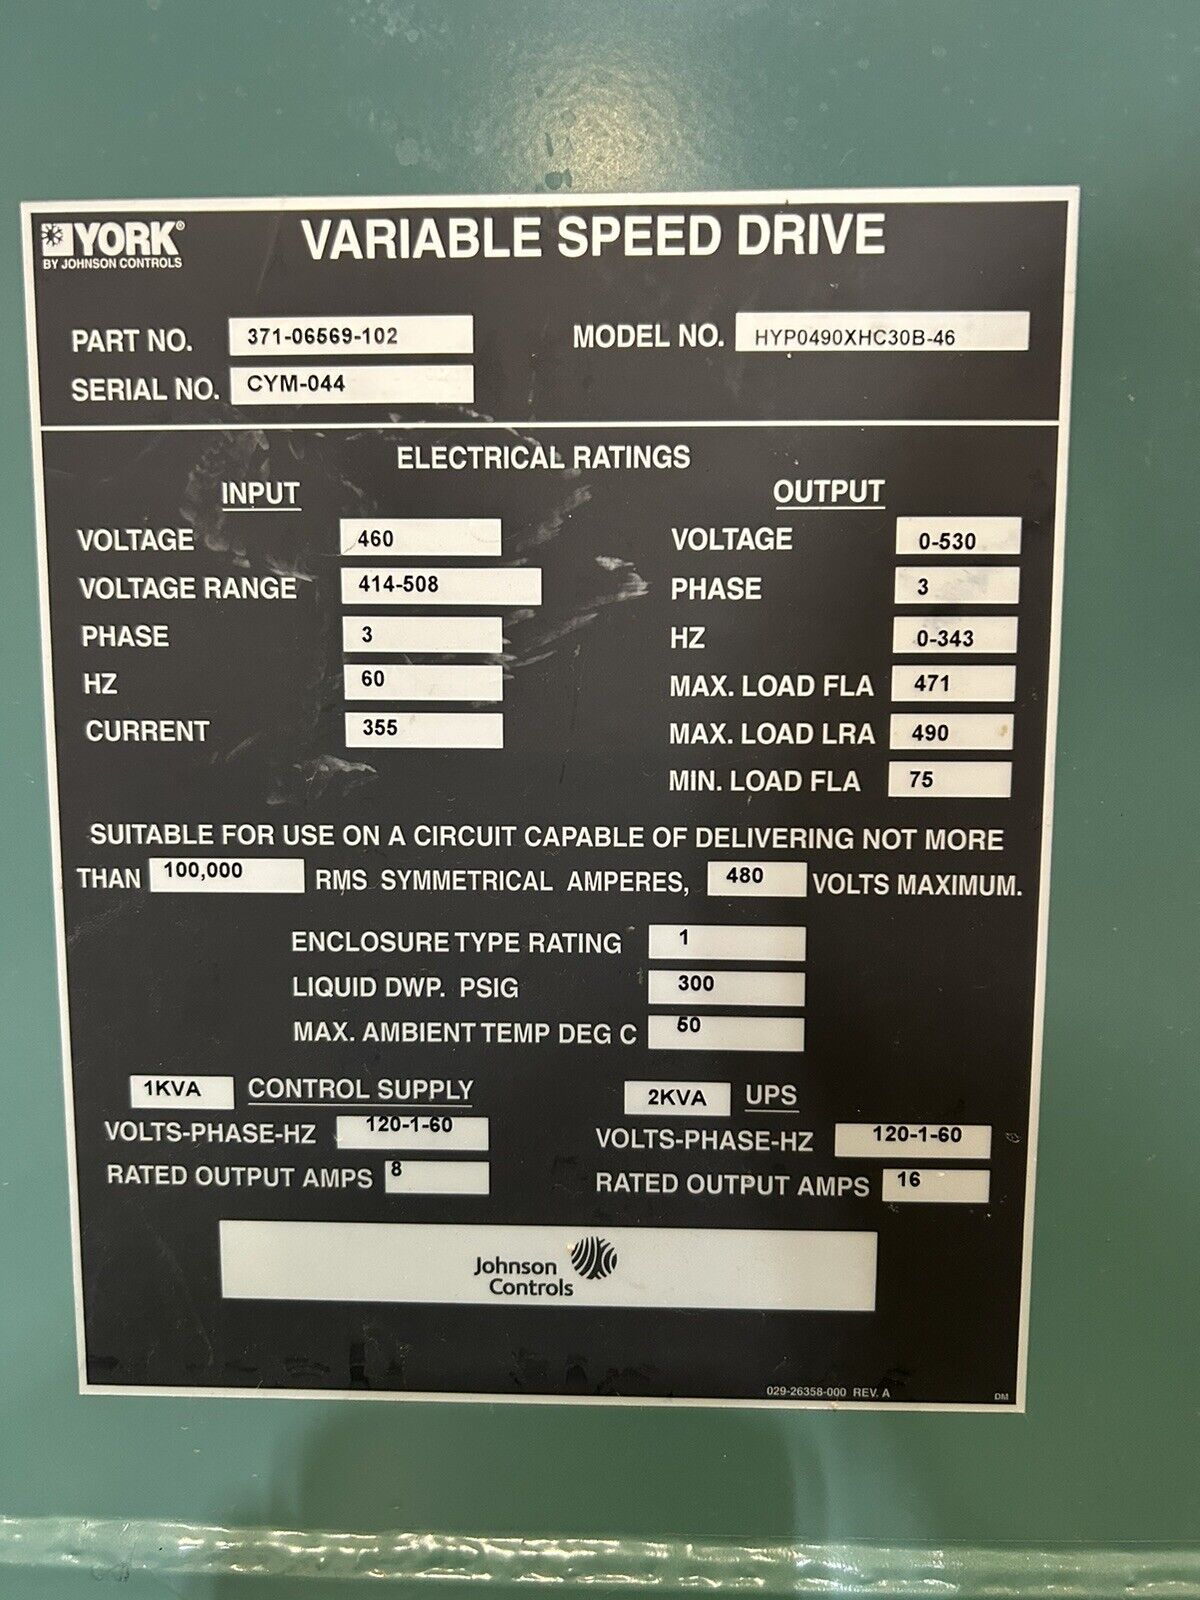 YORK®
BY JOHNSON CONTROLS
VARIABLE SPEED DRIVE
PART NO. 371-06569-102
MODEL NO. HYP0490XHC30B-46
SERIAL NO. CYM-044
ELECTRICAL RATINGS
INPUT
VOLTAGE 460
VOLTAGE RANGE 414-508
PHASE 3
HZ 60
CURRENT 355
OUTPUT
VOLTAGE 0-530
PHASE 3
HZ 0-343
MAX. LOAD FLA 471
MAX. LOAD LRA 490
MIN. LOAD FLA 75
SUITABLE FOR USE ON A CIRCUIT CAPABLE OF DELIVERING NOT MORE
THAN 100,000 RMS SYMMETRICAL AMPERES, 480 VOLTS MAXIMUM.
ENCLOSURE TYPE RATING 1
LIQUID DWP. PSIG 300
MAX. AMBIENT TEMP DEG C 50
1KVA CONTROL SUPPLY
VOLTS-PHASE-HZ 120-1-60
RATED OUTPUT AMPS 8
2KVA UPS
VOLTS-PHASE-HZ 120-1-60
RATED OUTPUT AMPS 16
Johnson
Controls
029-26358-000 REV. A
DM